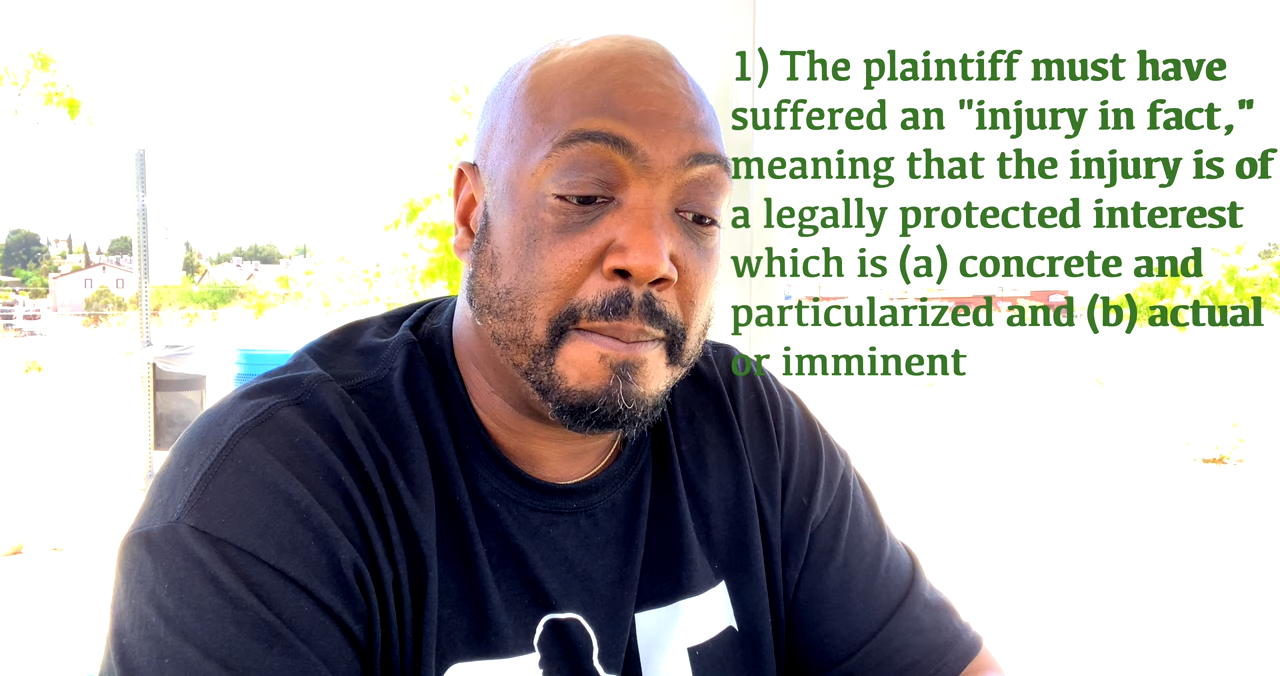 1) The plaintiff must have
suffered an "injury in fact,"
meaning that the injury is of
a legally protected interest
which is (a) concrete and
particularized and (b) actual
or imminent